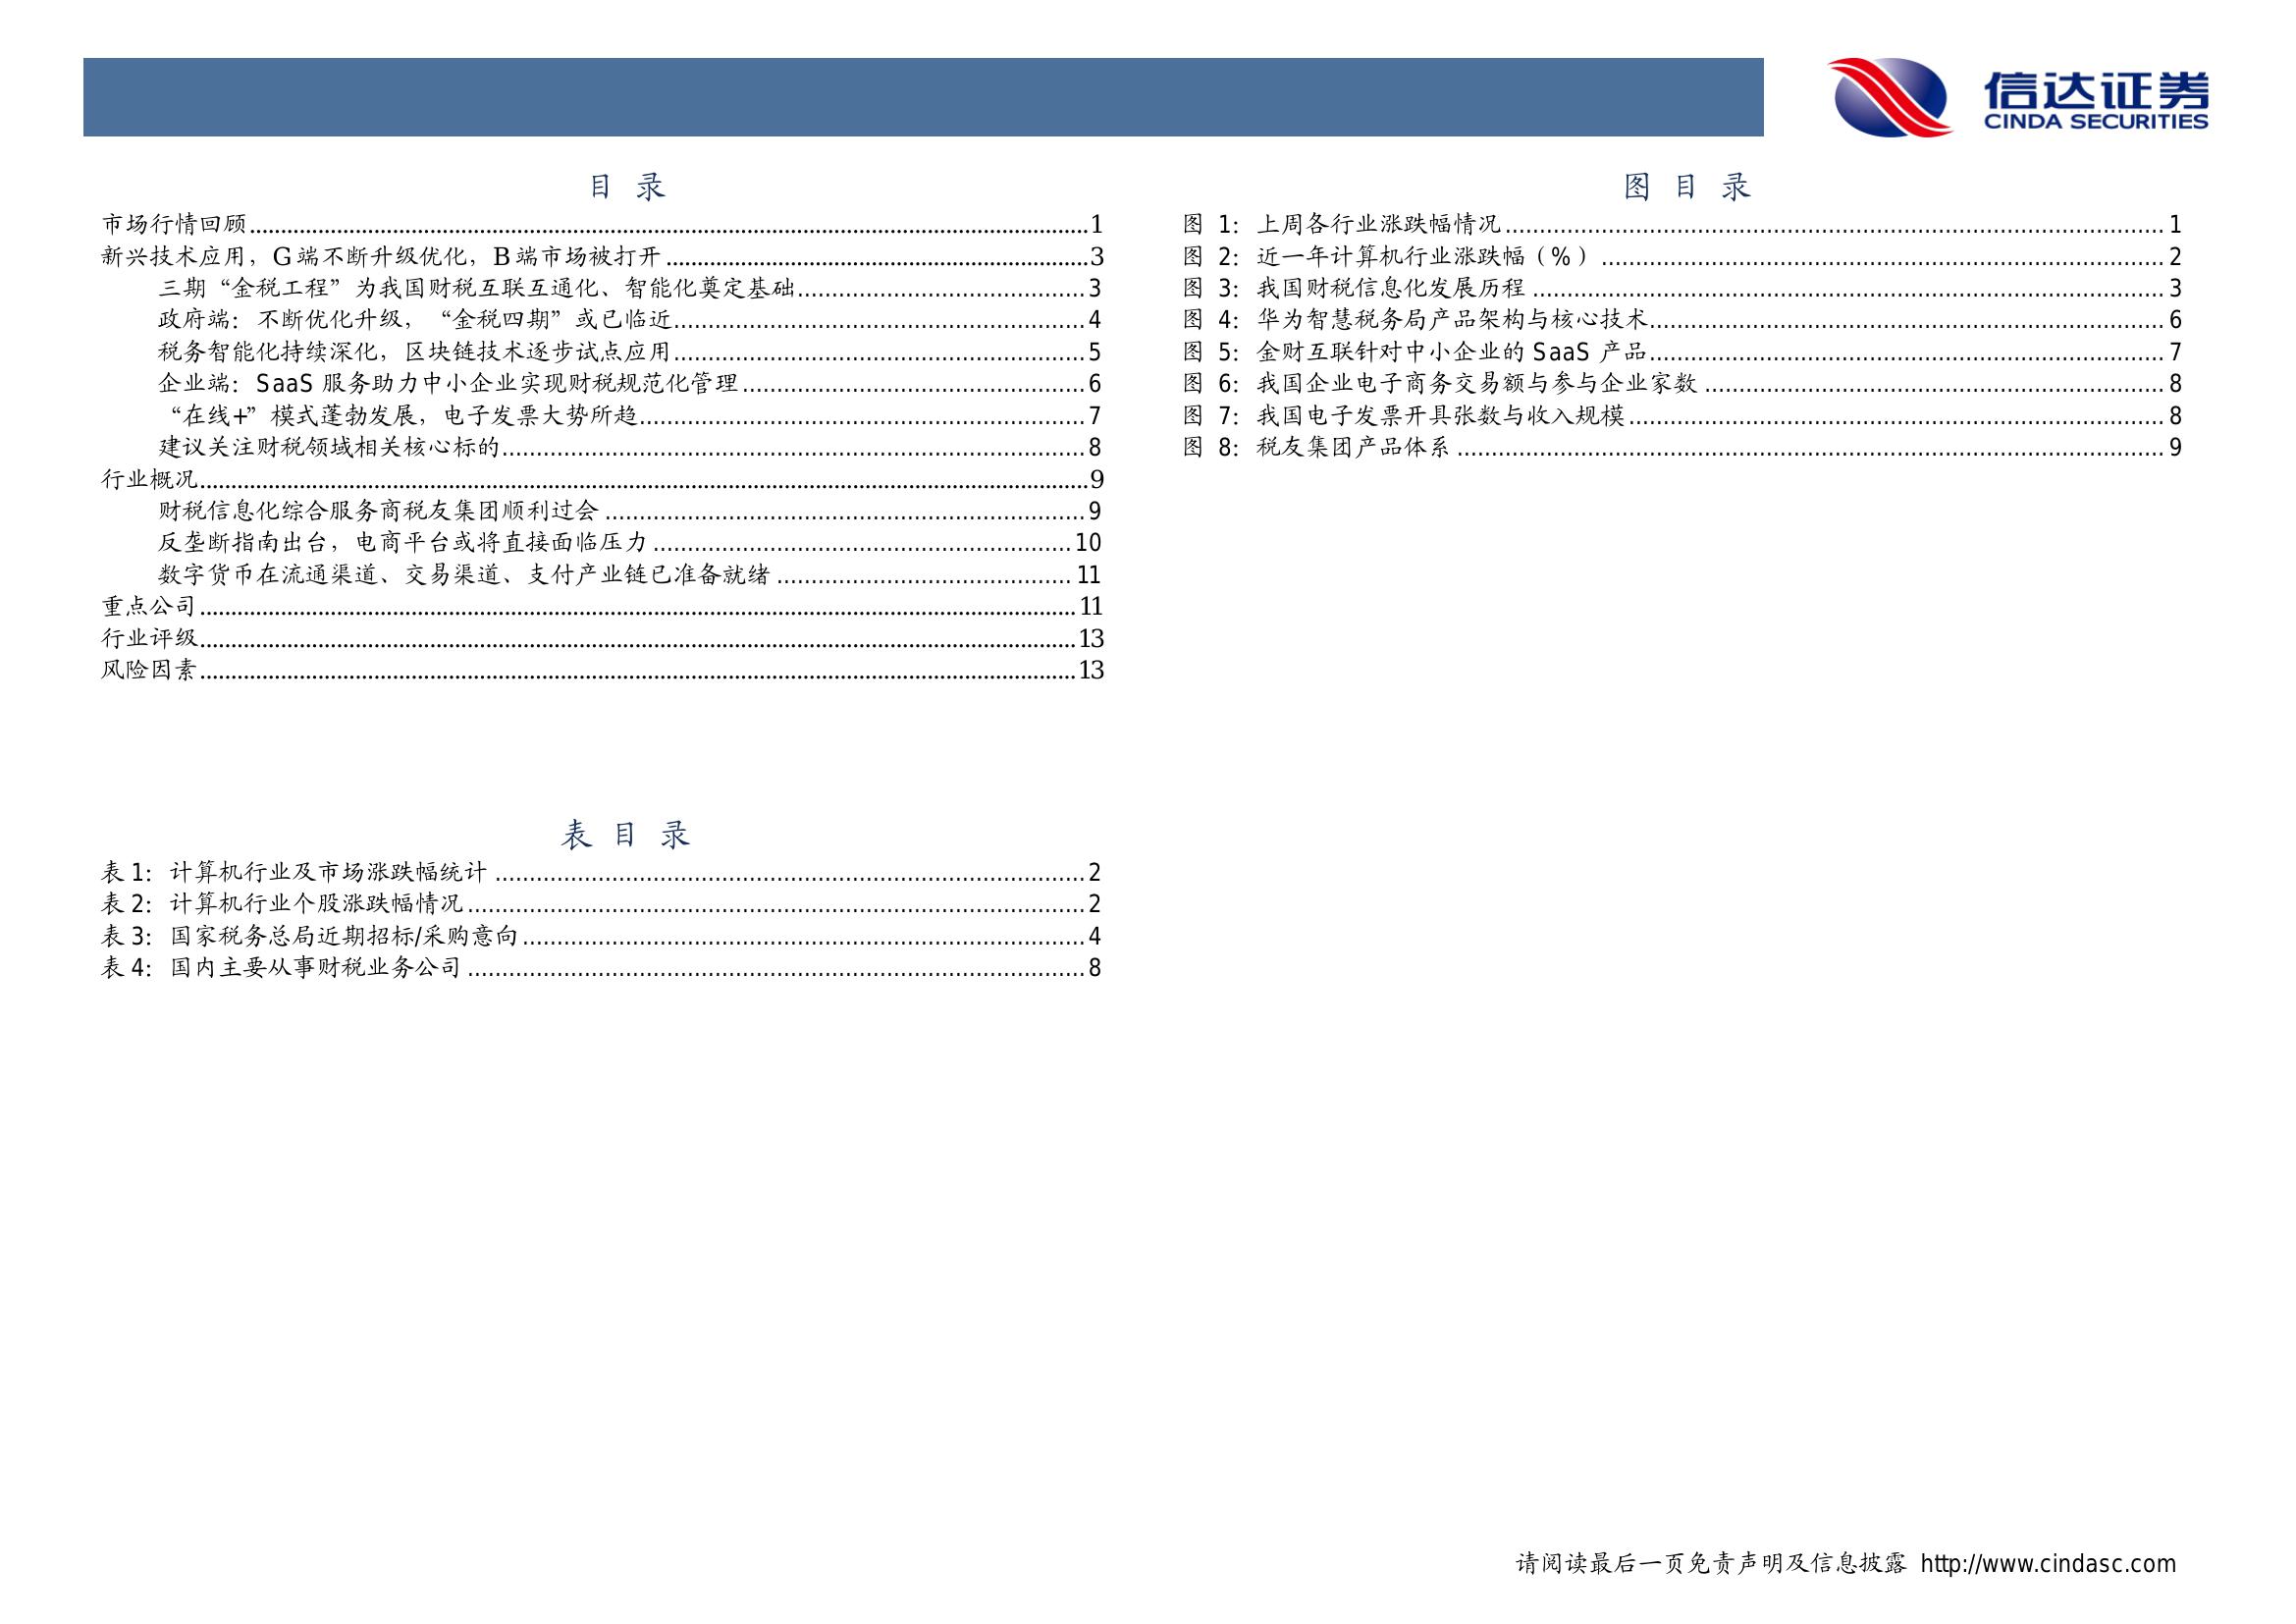 信达证券
CINDA SECURITIES
目 录
市场行情回顾........1
新兴技术应用，G端不断升级优化，B端市场被打开........3
三期“金税工程”为我国财税互联互通化、智能化奠定基础........3
政府端：不断优化升级，“金税四期”或已临近........4
税务智能化持续深化，区块链技术逐步试点应用........5
企业端：SaaS 服务助力中小企业实现财税规范化管理........6
“在线+”模式蓬勃发展，电子发票大势所趋........7
建议关注财税领域相关核心标的........8
行业概况........9
财税信息化综合服务商税友集团顺利过会........9
反垄断指南出台，电商平台或将直接面临压力........10
数字货币在流通渠道、交易渠道、支付产业链已准备就绪........11
重点公司........11
行业评级........13
风险因素........13
表 目 录
表 1：计算机行业及市场涨跌幅统计........2
表 2：计算机行业个股涨跌幅情况........2
表 3：国家税务总局近期招标/采购意向........4
表 4：国内主要从事财税业务公司........8
图 目 录
图 1：上周各行业涨跌幅情况........1
图 2：近一年计算机行业涨跌幅（%）........2
图 3：我国财税信息化发展历程........3
图 4：华为智慧税务局产品架构与核心技术........6
图 5：金财互联针对中小企业的 SaaS 产品........7
图 6：我国企业电子商务交易额与参与企业家数........8
图 7：我国电子发票开具张数与收入规模........8
图 8：税友集团产品体系........9
请阅读最后一页免责声明及信息披露 http://www.cindasc.com